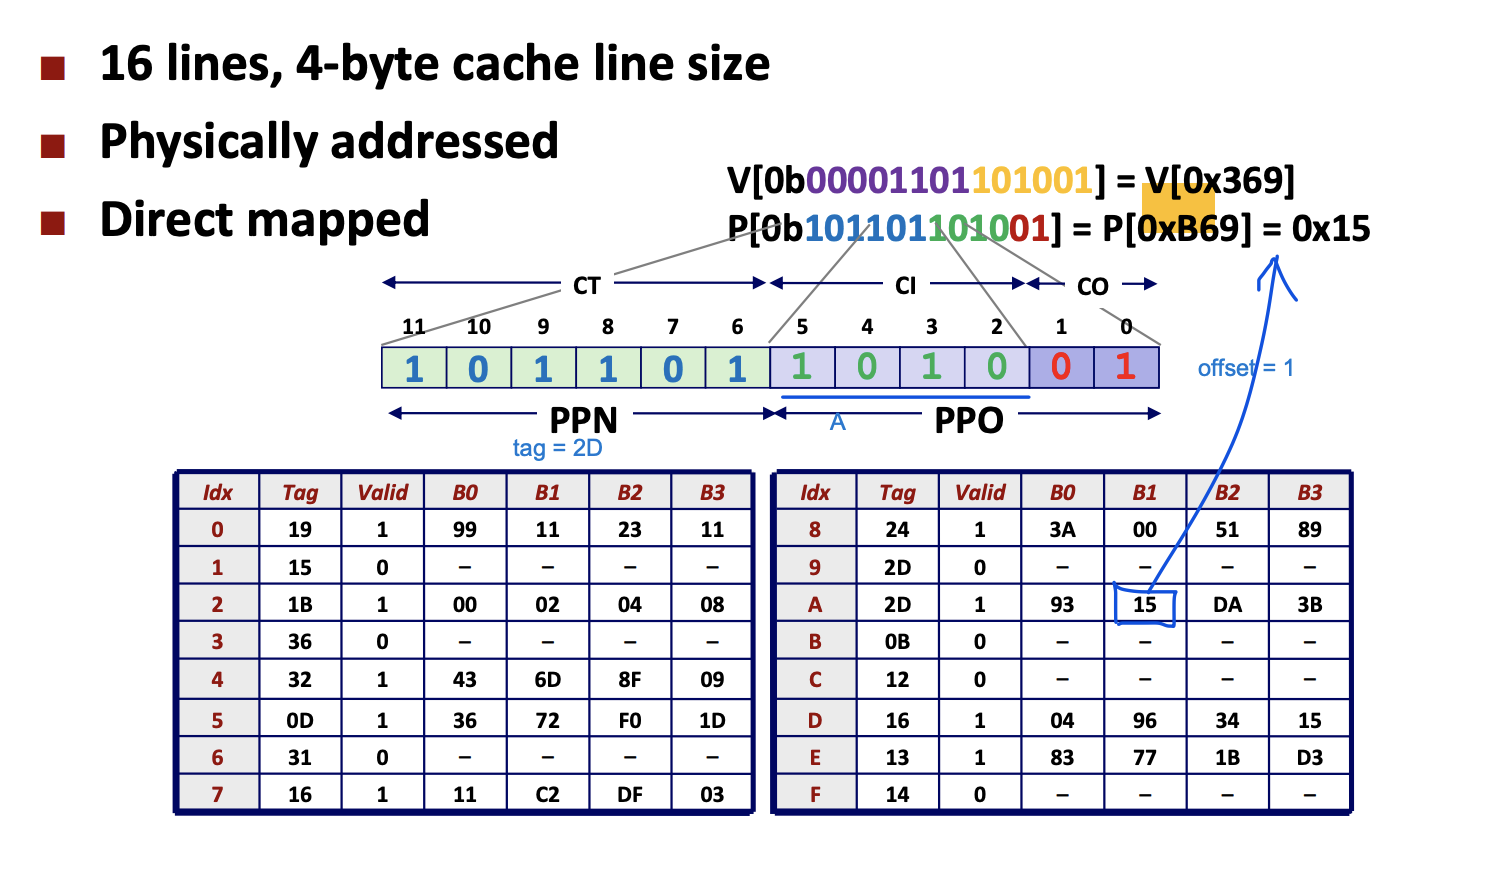 ■ 16 lines, 4-byte cache line size
■ Physically addressed
■ Direct mapped
V[0b00001101101001] = V[0x369]
P[0b101101101001] = P[0xB69] = 0x15
CT CI CO
11 10 9 8 7 6 5 4 3 2 1 0
1 0 1 1 0 1 1 0 1 0 0 1
offset = 1
PPN A PPO
tag = 2D
Idx Tag Valid B0 B1 B2 B3
0 19 1 99 11 23 11
1 15 0 – – – –
2 1B 1 00 02 04 08
3 36 0 – – – –
4 32 1 43 6D 8F 09
5 0D 1 36 72 F0 1D
6 31 0 – – – –
7 16 1 11 C2 DF 03
Idx Tag Valid B0 B1 B2 B3
8 24 1 3A 00 51 89
9 2D 0 – – – –
A 2D 1 93 15 DA 3B
B 0B 0 – – – –
C 12 0 – – – –
D 16 1 04 96 34 15
E 13 1 83 77 1B D3
F 14 0 – – – –